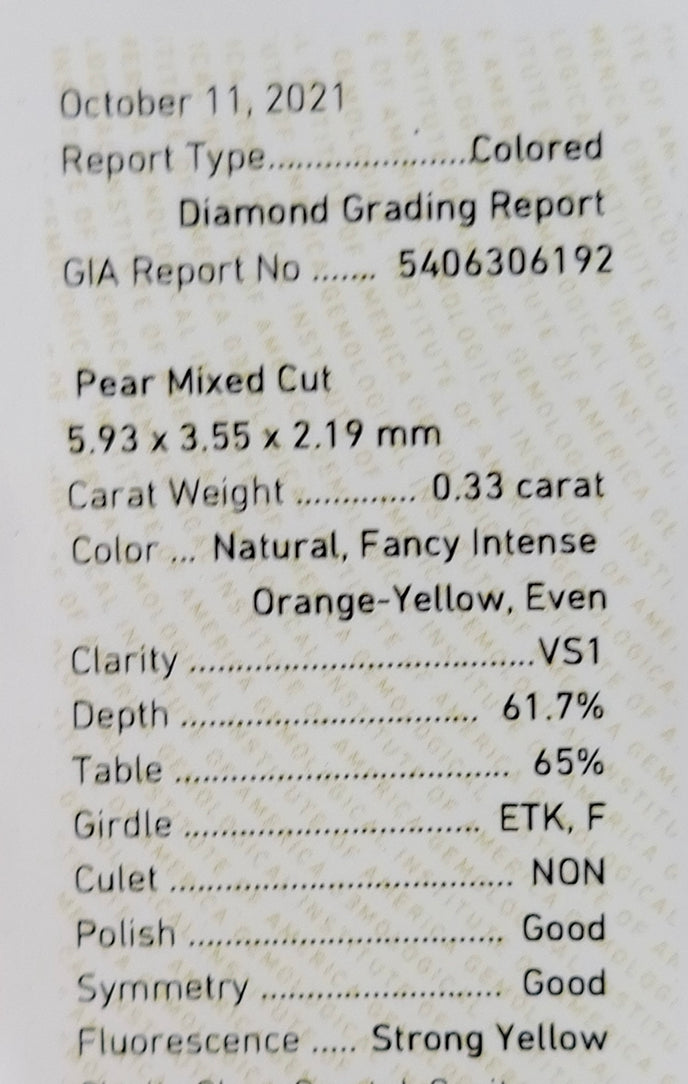 October 11, 2021
Report Type......................Colored
Diamond Grading Report
GIA Report No ....... 5406306192
Pear Mixed Cut
5.93 x 3.55 x 2.19 mm
Carat Weight ............. 0.33 carat
Color ... Natural, Fancy Intense
Orange-Yellow, Even
Clarity .....................................VS1
Depth ................................ 61.7%
Table .................................... 65%
Girdle ................................ ETK, F
Culet ..................................... NON
Polish .................................. Good
Symmetry .......................... Good
Fluorescence ..... Strong Yellow